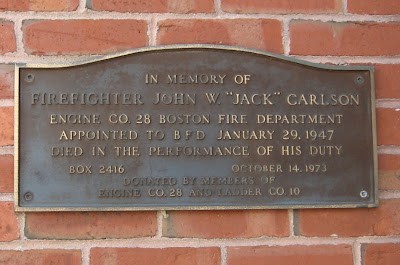 IN MEMORY OF
FIREFIGHTER JOHN W. "JACK" CARLSON
ENGINE CO. 28 BOSTON FIRE DEPARTMENT
APPOINTED TO B F D JANUARY 29, 1947
DIED IN THE PERFORMANCE OF HIS DUTY
BOX 2416 OCTOBER 14, 1973
DONATED BY MEMBERS OF
ENGINE CO. 28 AND LADDER CO. 10